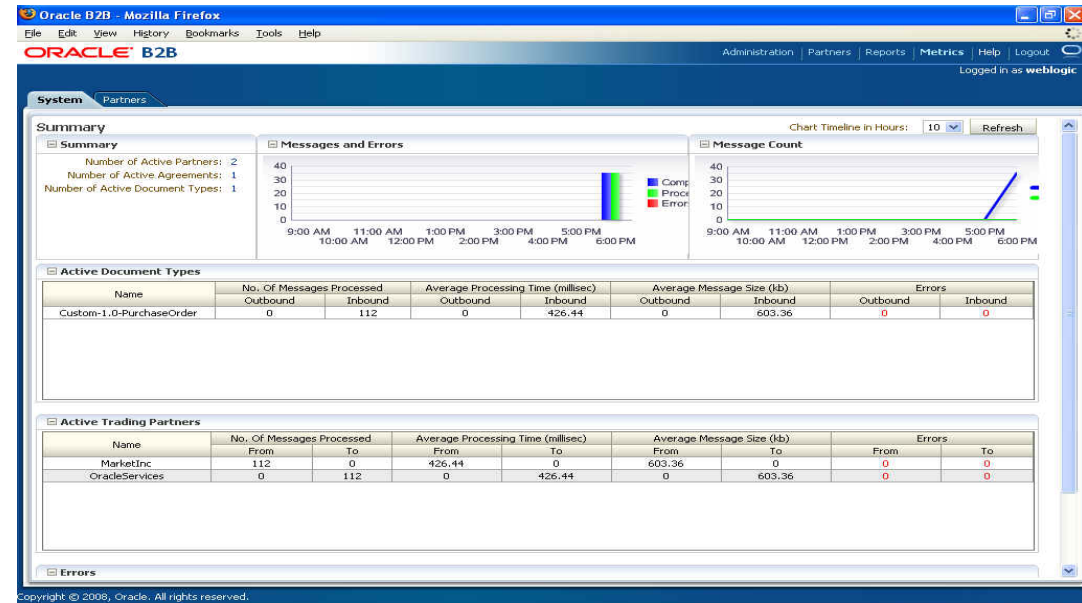 Oracle B2B - Mozilla Firefox
File Edit View History Bookmarks Tools Help
ORACLE B2B
Administration | Partners | Reports | Metrics | Help | Logout
Logged in as weblogic
System Partners
Summary
Chart Timeline in Hours: 10 Refresh
Summary
Number of Active Partners: 2
Number of Active Agreements: 1
Number of Active Document Types: 1
Messages and Errors
40
30
20
10
0
9:00 AM 11:00 AM 1:00 PM 3:00 PM 5:00 PM
10:00 AM 12:00 PM 2:00 PM 4:00 PM 6:00 PM
Comp
Proce
Error
Message Count
40
30
20
10
0
9:00 AM 11:00 AM 1:00 PM 3:00 PM 5:00 PM
10:00 AM 12:00 PM 2:00 PM 4:00 PM 6:00 PM
Active Document Types
Name No. Of Messages Processed Average Processing Time (millisec) Average Message Size (kb) Errors
Outbound Inbound Outbound Inbound Outbound Inbound Outbound Inbound
Custom-1.0-PurchaseOrder 0 112 0 426.44 0 603.36 0 0
Active Trading Partners
Name No. Of Messages Processed Average Processing Time (millisec) Average Message Size (kb) Errors
From To From To From To From To
MarketInc 112 0 426.44 0 603.36 0 0 0
OracleServices 0 112 0 426.44 0 603.36 0 0
Errors
Copyright © 2008, Oracle. All rights reserved.